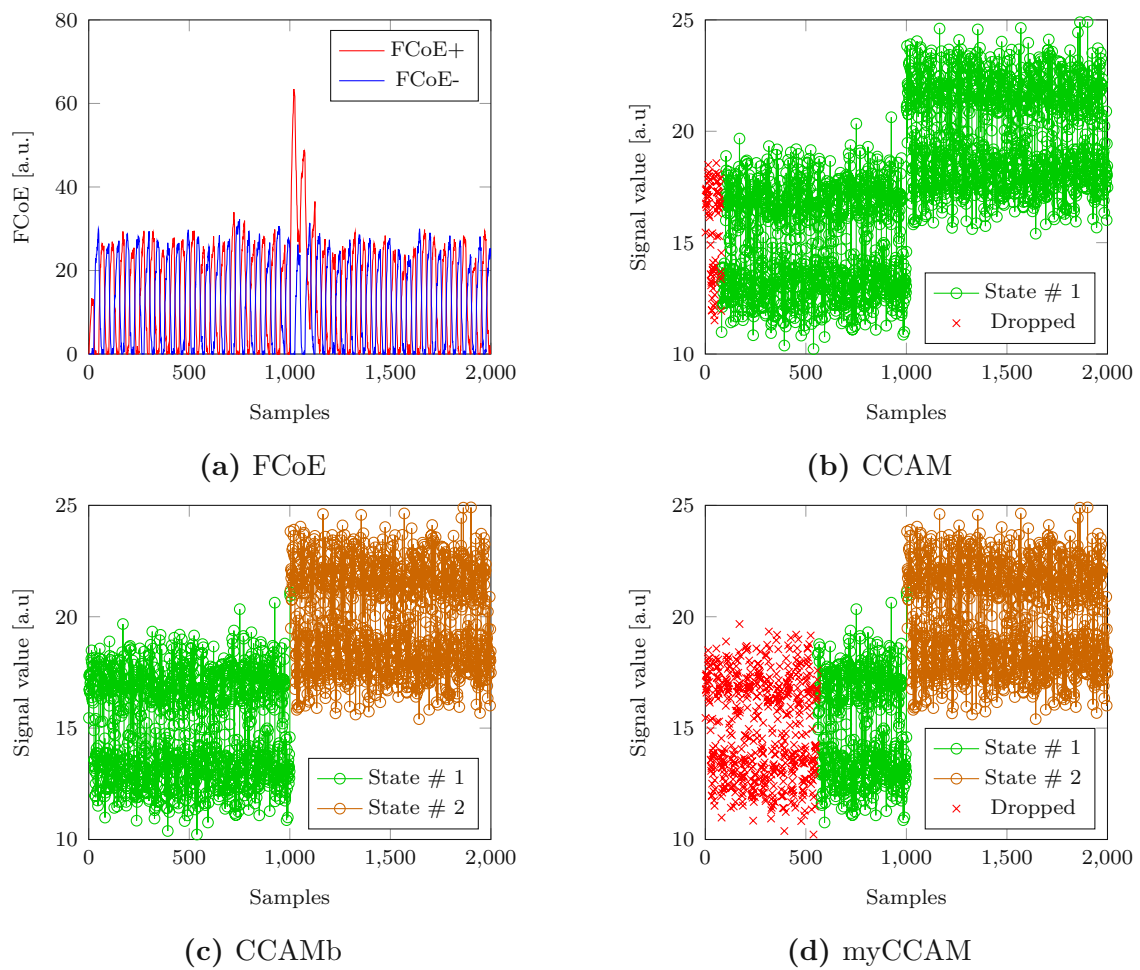 80
60
40
20
0
0
500
1,000
1,500
2,000
FCoE [a.u.]
Samples
FCoE+
FCoE-
(a) FCoE
25
20
15
10
0
500
1,000
1,500
2,000
Signal value [a.u]
Samples
State # 1
Dropped
(b) CCAM
25
20
15
10
0
500
1,000
1,500
2,000
Signal value [a.u]
Samples
State # 1
State # 2
(c) CCAMb
25
20
15
10
0
500
1,000
1,500
2,000
Signal value [a.u]
Samples
State # 1
State # 2
Dropped
(d) myCCAM